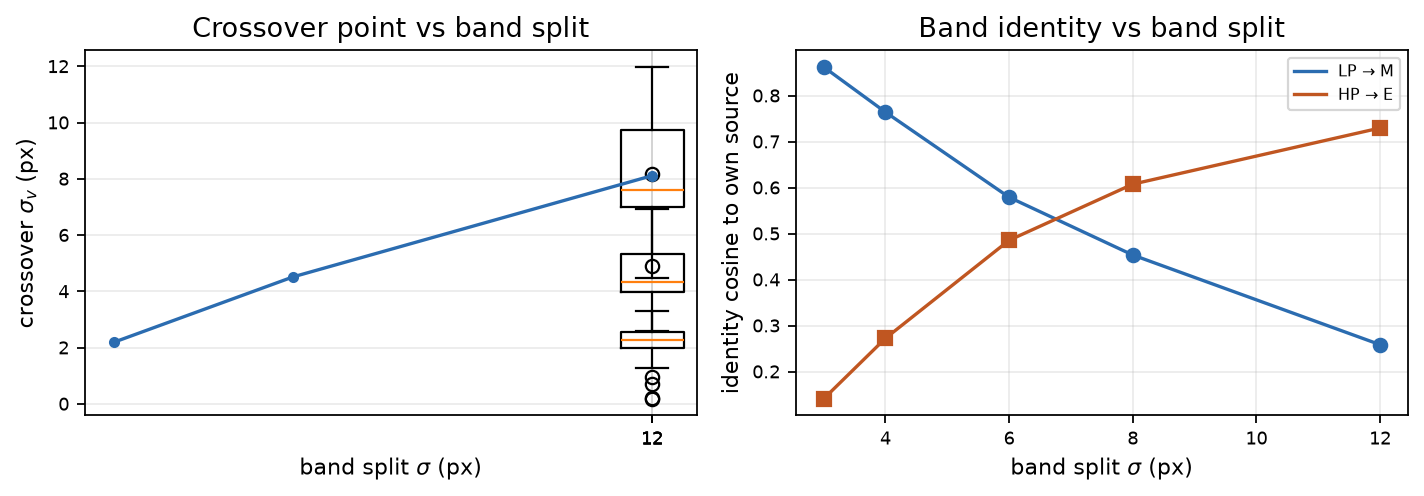 Crossover point vs band split
crossover σᵥ (px)
12
10
8
6
4
2
0
12
band split σ (px)
Band identity vs band split
identity cosine to own source
0.8
0.7
0.6
0.5
0.4
0.3
0.2
LP → M
HP → E
4 6 8 10 12
band split σ (px)